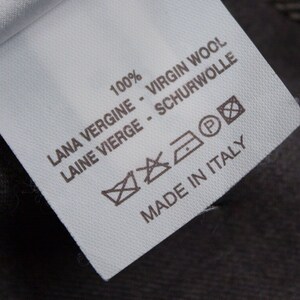 100%
LANA VERGINE - VIRGIN WOOL
LAINE VIERGE - SCHURWOLLE
P
MADE IN ITALY